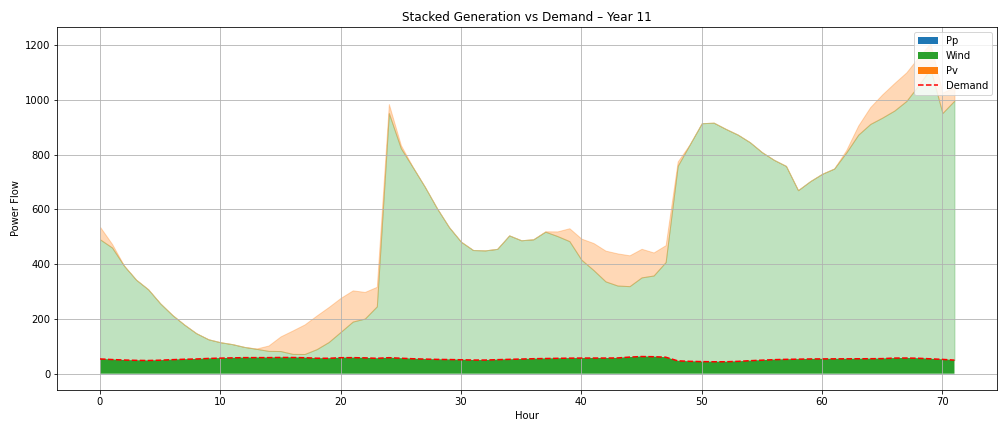 Stacked Generation vs Demand – Year 11
Power Flow
1200
1000
800
600
400
200
0
Pp
Wind
Pv
Demand
0 10 20 30 40 50 60 70
Hour